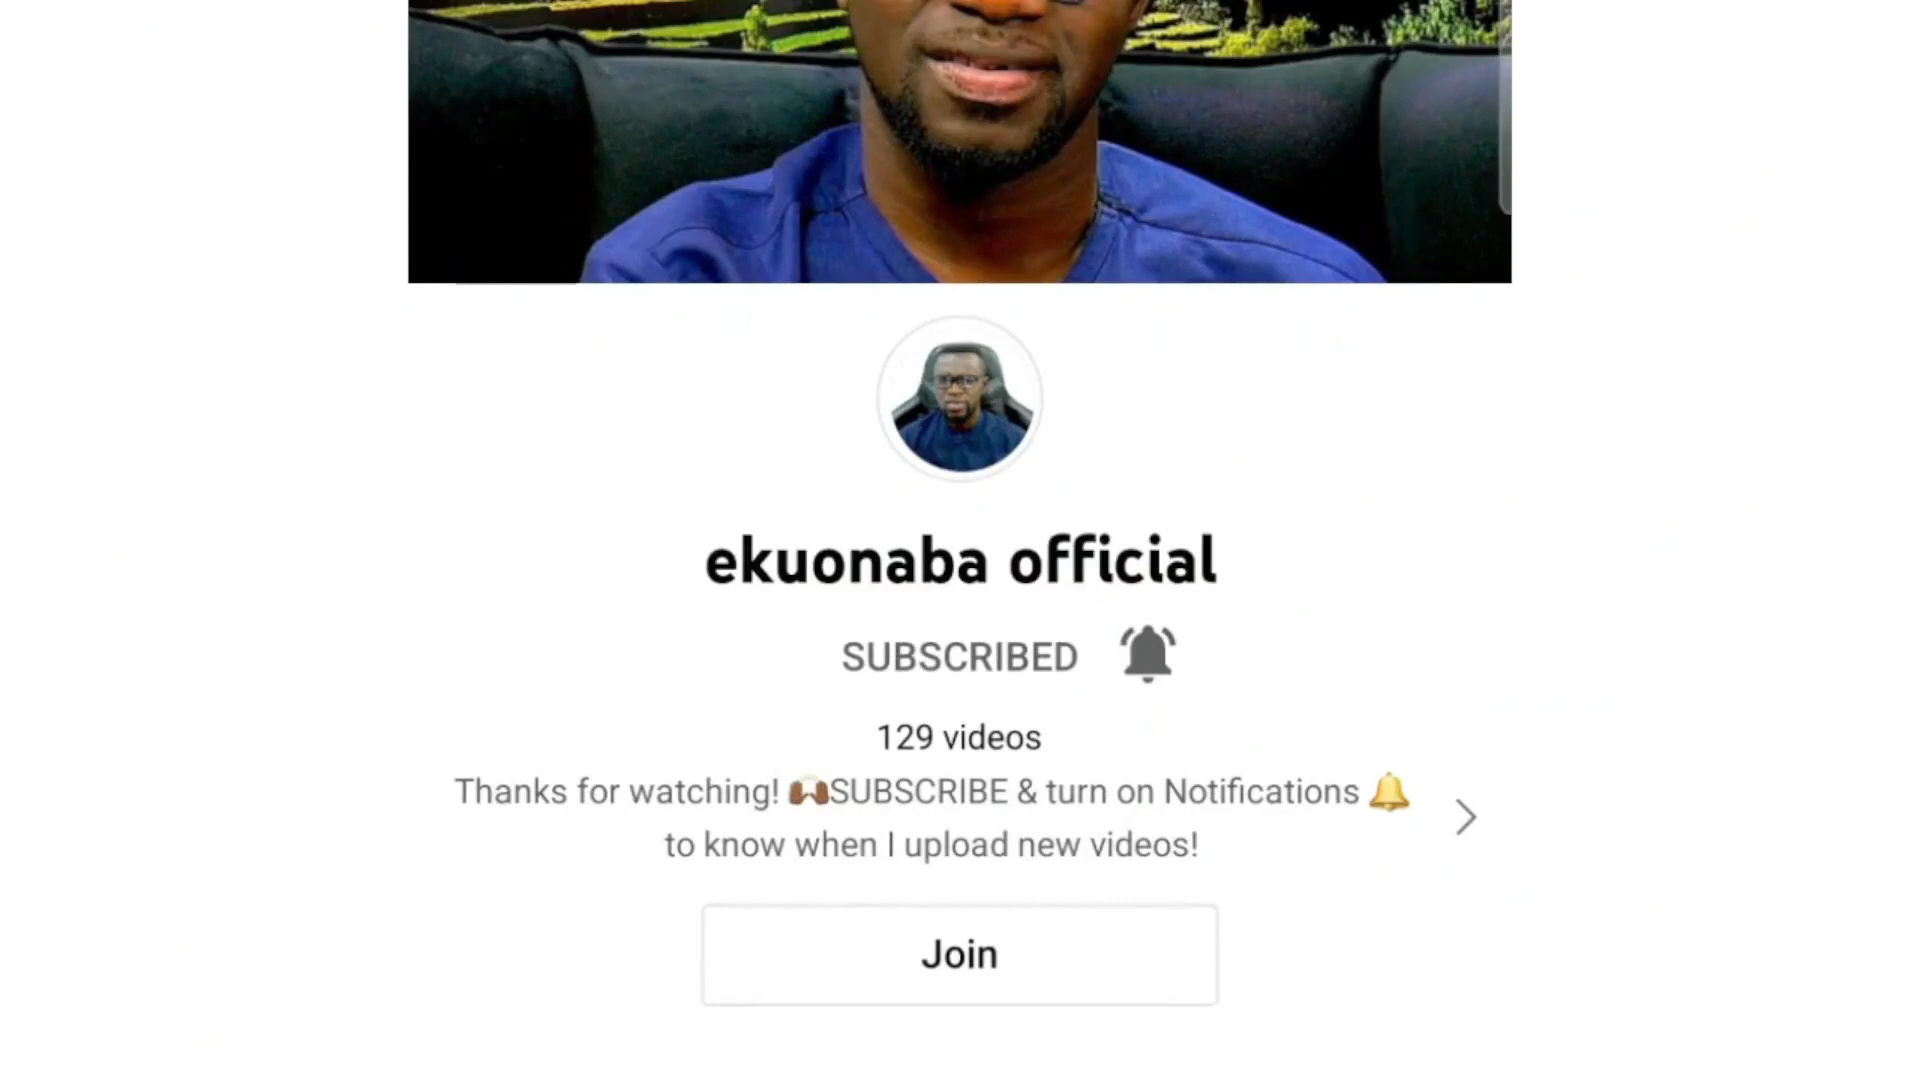 ekuonaba official
SUBSCRIBED
129 videos
Thanks for watching! 🙌🏾SUBSCRIBE & turn on Notifications 🔔
to know when I upload new videos!
Join